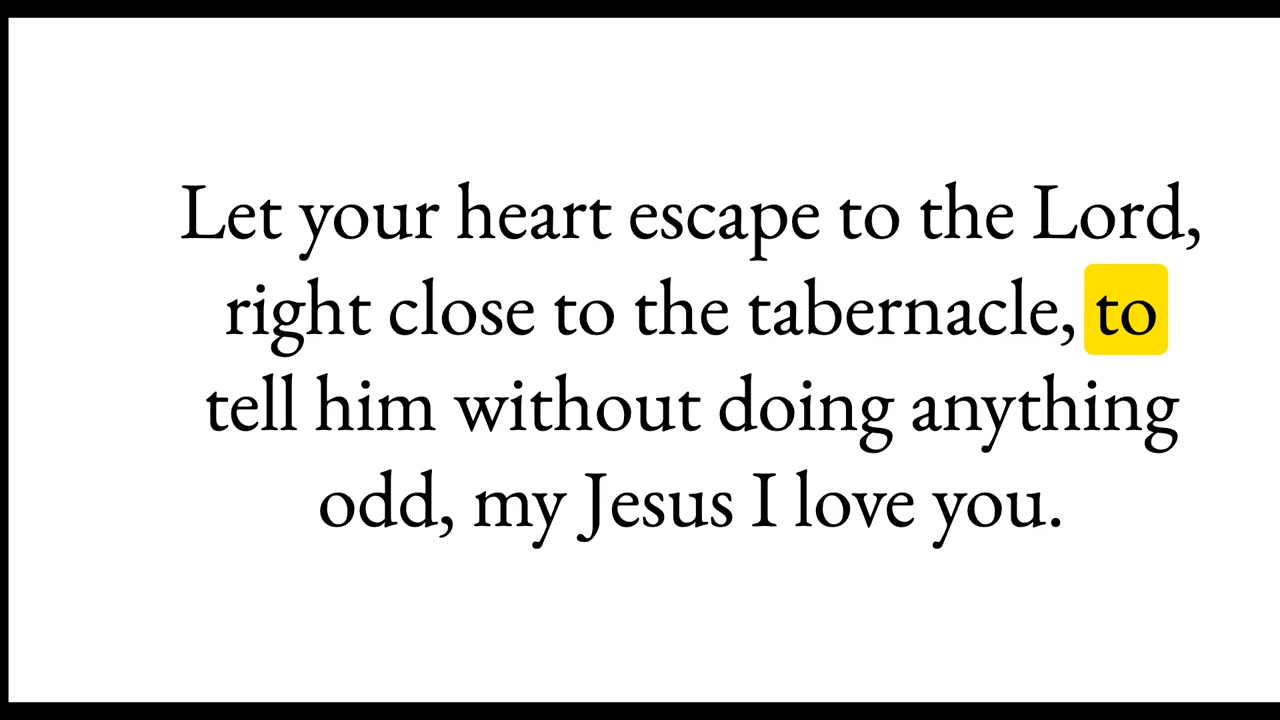 Let your heart escape to the Lord,
right close to the tabernacle, to
tell him without doing anything
odd, my Jesus I love you.